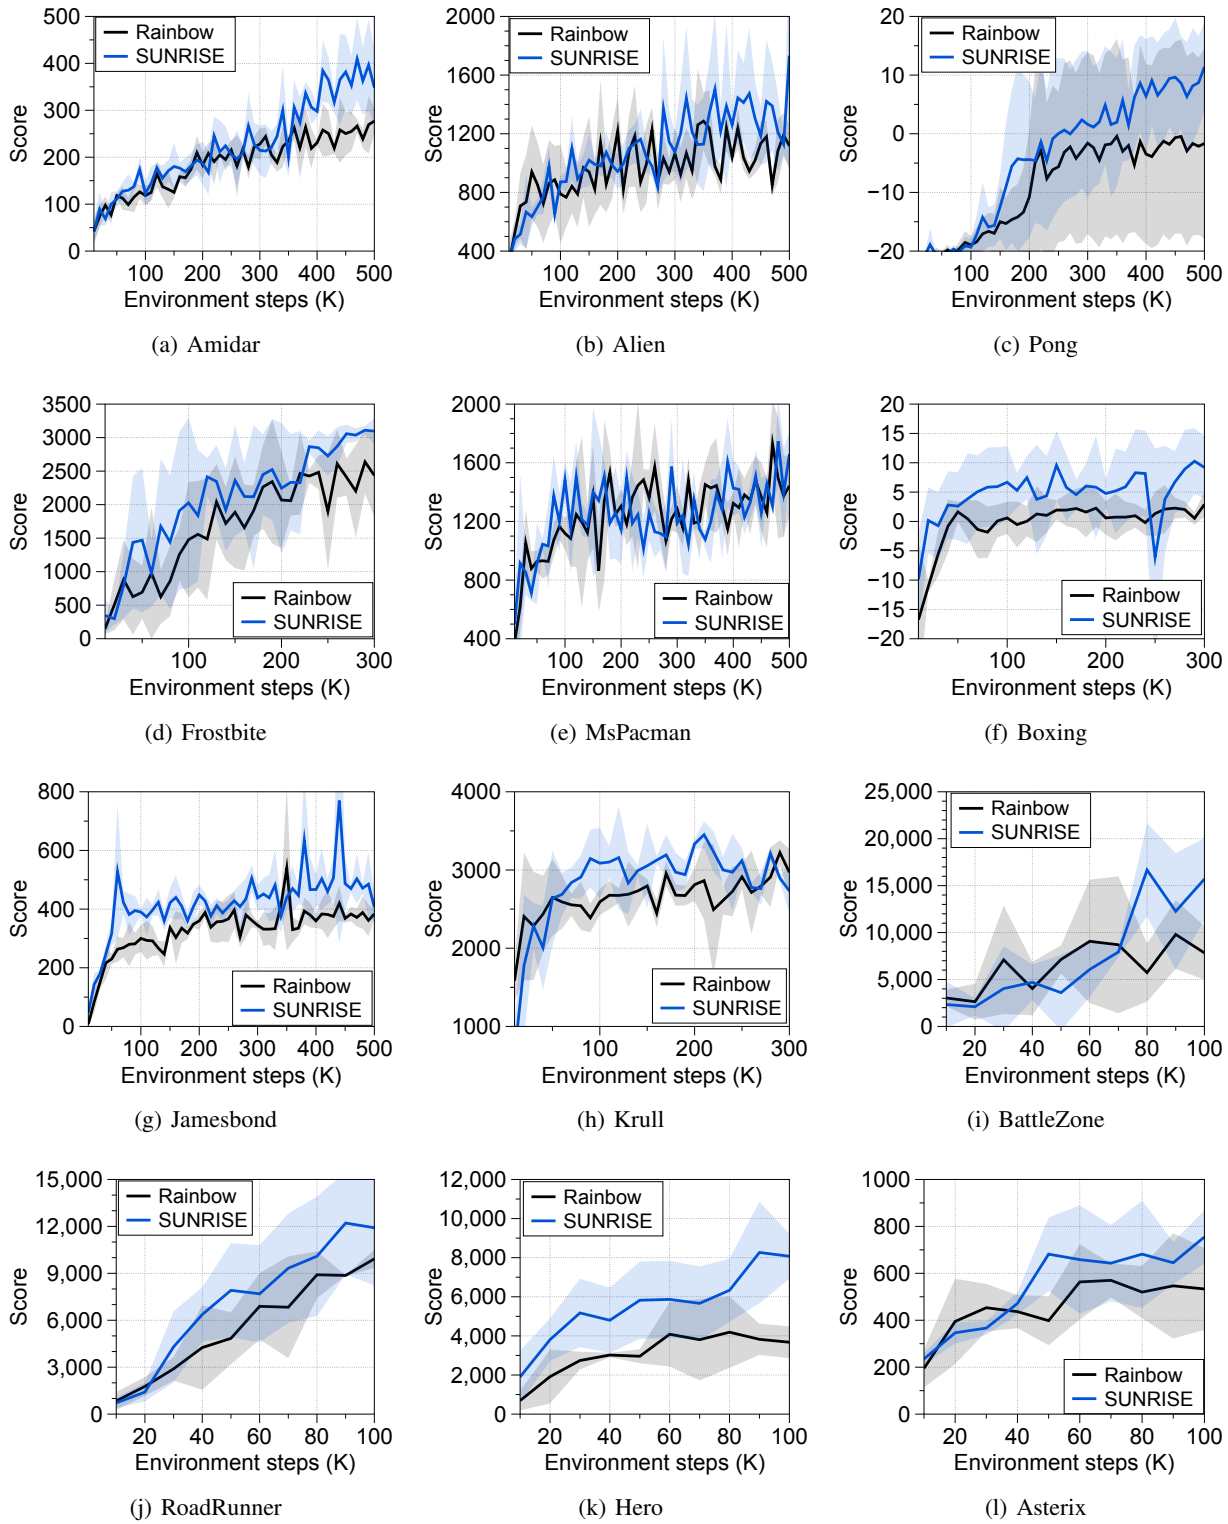 500
400
300
200
100
0
Score
Rainbow
SUNRISE
100 200 300 400 500
Environment steps (K)
(a) Amidar
2000
1600
1200
800
400
Score
Rainbow
SUNRISE
100 200 300 400 500
Environment steps (K)
(b) Alien
20
10
0
−10
−20
Score
Rainbow
SUNRISE
100 200 300 400 500
Environment steps (K)
(c) Pong
3500
3000
2500
2000
1500
1000
500
0
Score
Rainbow
SUNRISE
100 200 300
Environment steps (K)
(d) Frostbite
2000
1600
1200
800
400
Score
Rainbow
SUNRISE
100 200 300 400 500
Environment steps (K)
(e) MsPacman
20
15
10
5
0
−5
−10
−15
−20
Score
Rainbow
SUNRISE
100 200 300
Environment steps (K)
(f) Boxing
800
600
400
200
0
Score
Rainbow
SUNRISE
100 200 300 400 500
Environment steps (K)
(g) Jamesbond
4000
3000
2000
1000
Score
Rainbow
SUNRISE
100 200 300
Environment steps (K)
(h) Krull
25,000
20,000
15,000
10,000
5,000
0
Score
Rainbow
SUNRISE
20 40 60 80 100
Environment steps (K)
(i) BattleZone
15,000
12,000
9,000
6,000
3,000
0
Score
Rainbow
SUNRISE
20 40 60 80 100
Environment steps (K)
(j) RoadRunner
12,000
10,000
8,000
6,000
4,000
2,000
0
Score
Rainbow
SUNRISE
20 40 60 80 100
Environment steps (K)
(k) Hero
1000
800
600
400
200
0
Score
Rainbow
SUNRISE
20 40 60 80 100
Environment steps (K)
(l) Asterix